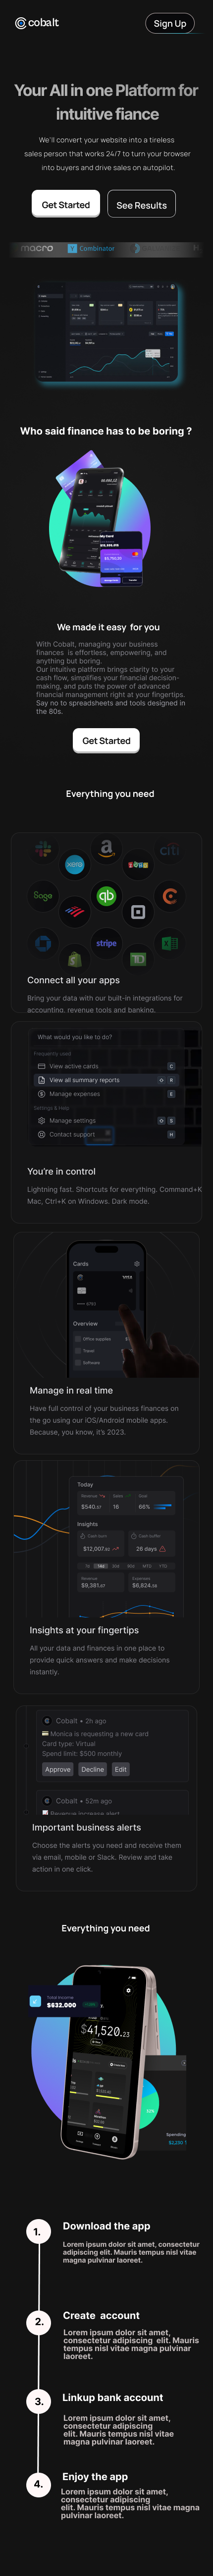 cobalt
Sign Up
Your All in one Platform for
intuitive fiance
We'll convert your website into a tireless
sales person that works 24/7 to turn your browser
into buyers and drive sales on autopilot.
Get Started
See Results
macro
Y Combinator
Who said finance has to be boring ?
My Card
We made it easy for you
With Cobalt, managing your business
finances is effortless, empowering, and
anything but boring.
Our intuitive platform brings clarity to your
cash flow, simplifies your financial decision-
making, and puts the power of advanced
financial management right at your fingertips.
Say no to spreadsheets and tools designed in
the 80s.
Get Started
Everything you need
citi
xero
Sage
qb
stripe
TD
Connect all your apps
Bring your data with our built-in integrations for
accounting, revenue tools and banking.
What would you like to do?
Frequently used
View active cards C
View all summary reports R
Manage expenses E
Settings & Help
Manage settings S
Contact support H
You're in control
Lightning fast. Shortcuts for everything. Command+K
Mac, Ctrl+K on Windows. Dark mode.
Cards
VISA
Overview
Office supplies
Travel
Software
Manage in real time
Have full control of your business finances on
the go using our iOS/Android mobile apps.
Because, you know, it's 2023.
Today
Revenue Sales Goal
$540.07 16 66%
Insights
Cash burn Cash buffer
$12,007.93 26 days
MTD YTD
Revenue Expenses
$9,381.07 $6,824.58
Insights at your fingertips
All your data and finances in one place to
provide quick answers and make decisions
instantly.
Cobalt • 2h ago
Monica is requesting a new card
Card type: Virtual
Spend limit: $500 monthly
Approve Decline Edit
Cobalt • 52m ago
Revenue increase alert
Important business alerts
Choose the alerts you need and receive them
via email, mobile or Slack. Review and take
action in one click.
Everything you need
Total Income
$632.000
$41,520.23
Spending
1. Download the app
Lorem ipsum dolor sit amet, consectetur
adipiscing elit. Mauris tempus nisl vitae
magna pulvinar laoreet.
2. Create account
Lorem ipsum dolor sit amet,
consectetur adipiscing elit. Mauris
tempus nisl vitae magna pulvinar
laoreet.
3. Linkup bank account
Lorem ipsum dolor sit amet,
consectetur adipiscing
elit. Mauris tempus nisl vitae
magna pulvinar laoreet.
4. Enjoy the app
Lorem ipsum dolor sit amet,
consectetur adipiscing
elit. Mauris tempus nisl vitae magna
pulvinar laoreet.